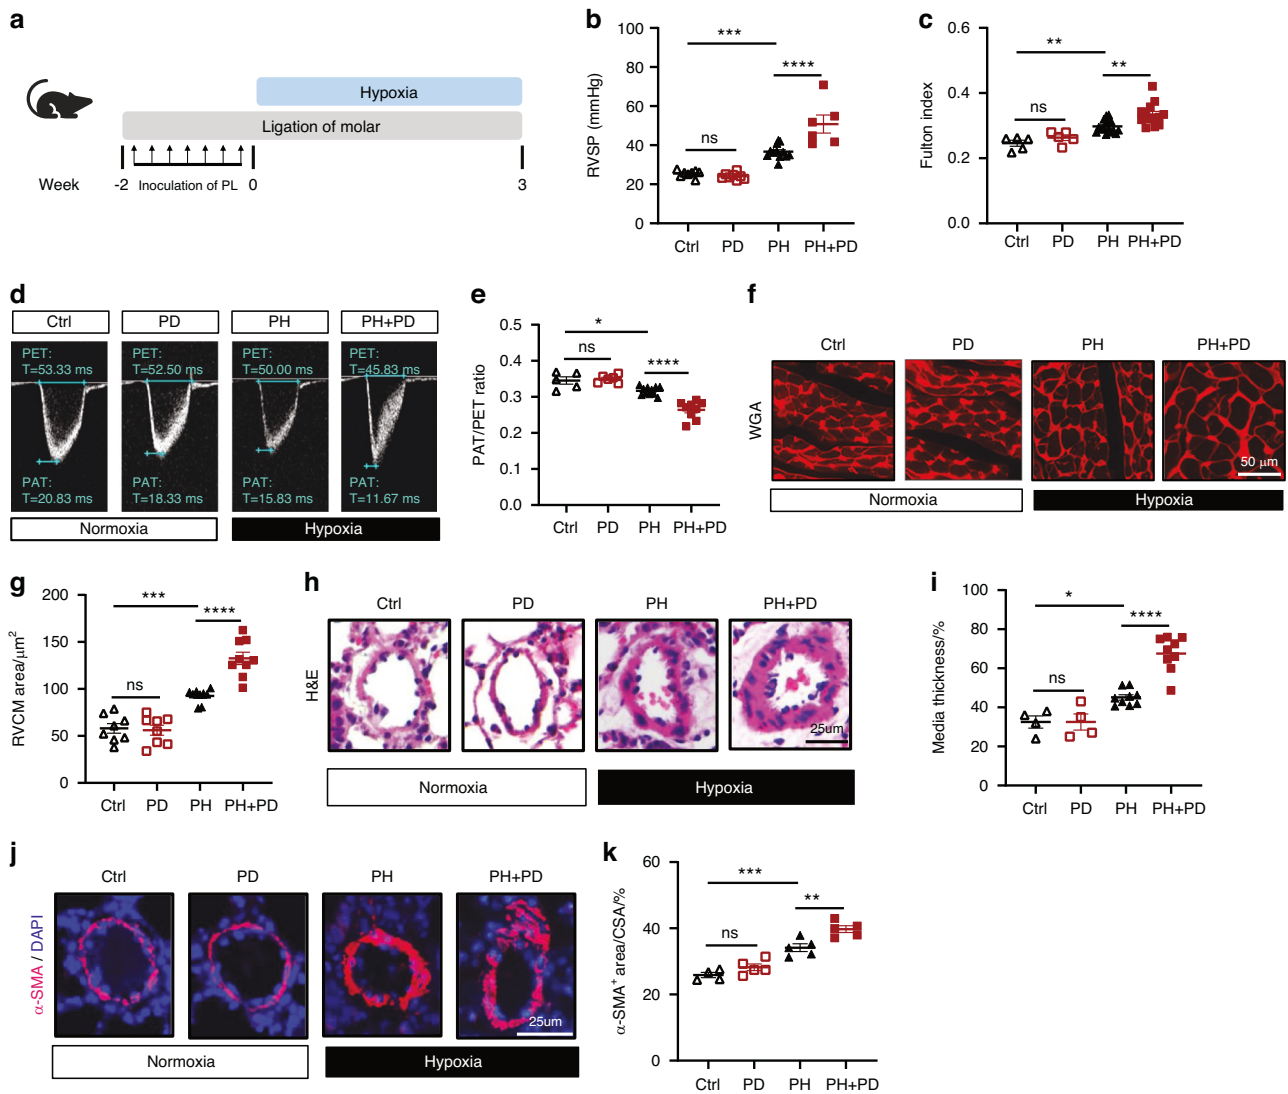 a
Hypoxia
Ligation of molar
Week
-2
Inoculation of PL
0
3
b
RVSP (mmHg)
100
80
60
40
20
0
***
****
ns
Ctrl PD PH PH+PD
c
Fulton index
0.6
0.4
0.2
0.0
**
**
ns
Ctrl PD PH PH+PD
d
Ctrl PD PH PH+PD
PET: PET: PET: PET:
T=53.33 ms T=52.50 ms T=50.00 ms T=45.83 ms
PAT: PAT: PAT: PAT:
T=20.83 ms T=18.33 ms T=15.83 ms T=11.67 ms
Normoxia Hypoxia
e
PAT/PET ratio
0.5
0.4
0.3
0.2
0.1
0.0
*
ns
****
Ctrl PD PH PH+PD
f
Ctrl PD PH PH+PD
WGA
50 μm
Normoxia Hypoxia
g
RVCM area/μm²
200
150
100
50
0
***
****
ns
Ctrl PD PH PH+PD
h
Ctrl PD PH PH+PD
H&E
25um
Normoxia Hypoxia
i
Media thickness/%
100
80
60
40
20
0
*
****
ns
Ctrl PD PH PH+PD
j
Ctrl PD PH PH+PD
α-SMA / DAPI
25um
Normoxia Hypoxia
k
α-SMA⁺ area/CSA/%
60
40
20
0
***
**
ns
Ctrl PD PH PH+PD